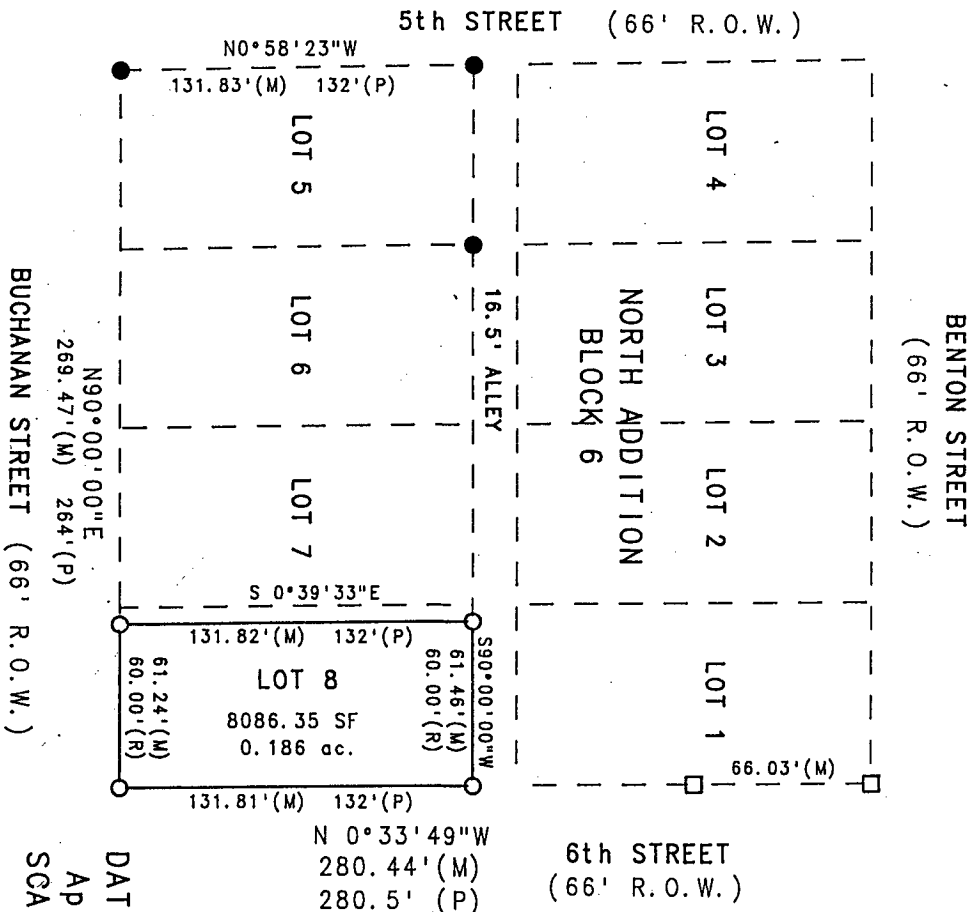 5th STREET (66' R.O.W.)
N0°58'23"W
131.83'(M) 132'(P)
LOT 5
LOT 4
LOT 6
16.5' ALLEY
NORTH ADDITION
BLOCK 6
LOT 3
BENTON STREET
(66' R.O.W.)
LOT 7
LOT 2
BUCHANAN STREET (66' R.O.W.)
N90°00'00"E
269.47'(M) 264'(P)
S 0°39'33"E
131.82'(M) 132'(P)
61.24'(M)
60.00'(R)
LOT 8
8086.35 SF
0.186 ac.
S90°00'00"W
61.46'(M)
60.00'(R)
LOT 1
66.03'(M)
131.81'(M) 132'(P)
N 0°33'49"W
280.44'(M)
280.5' (P)
6th STREET
(66' R.O.W.)
DAT
Ap
SCA